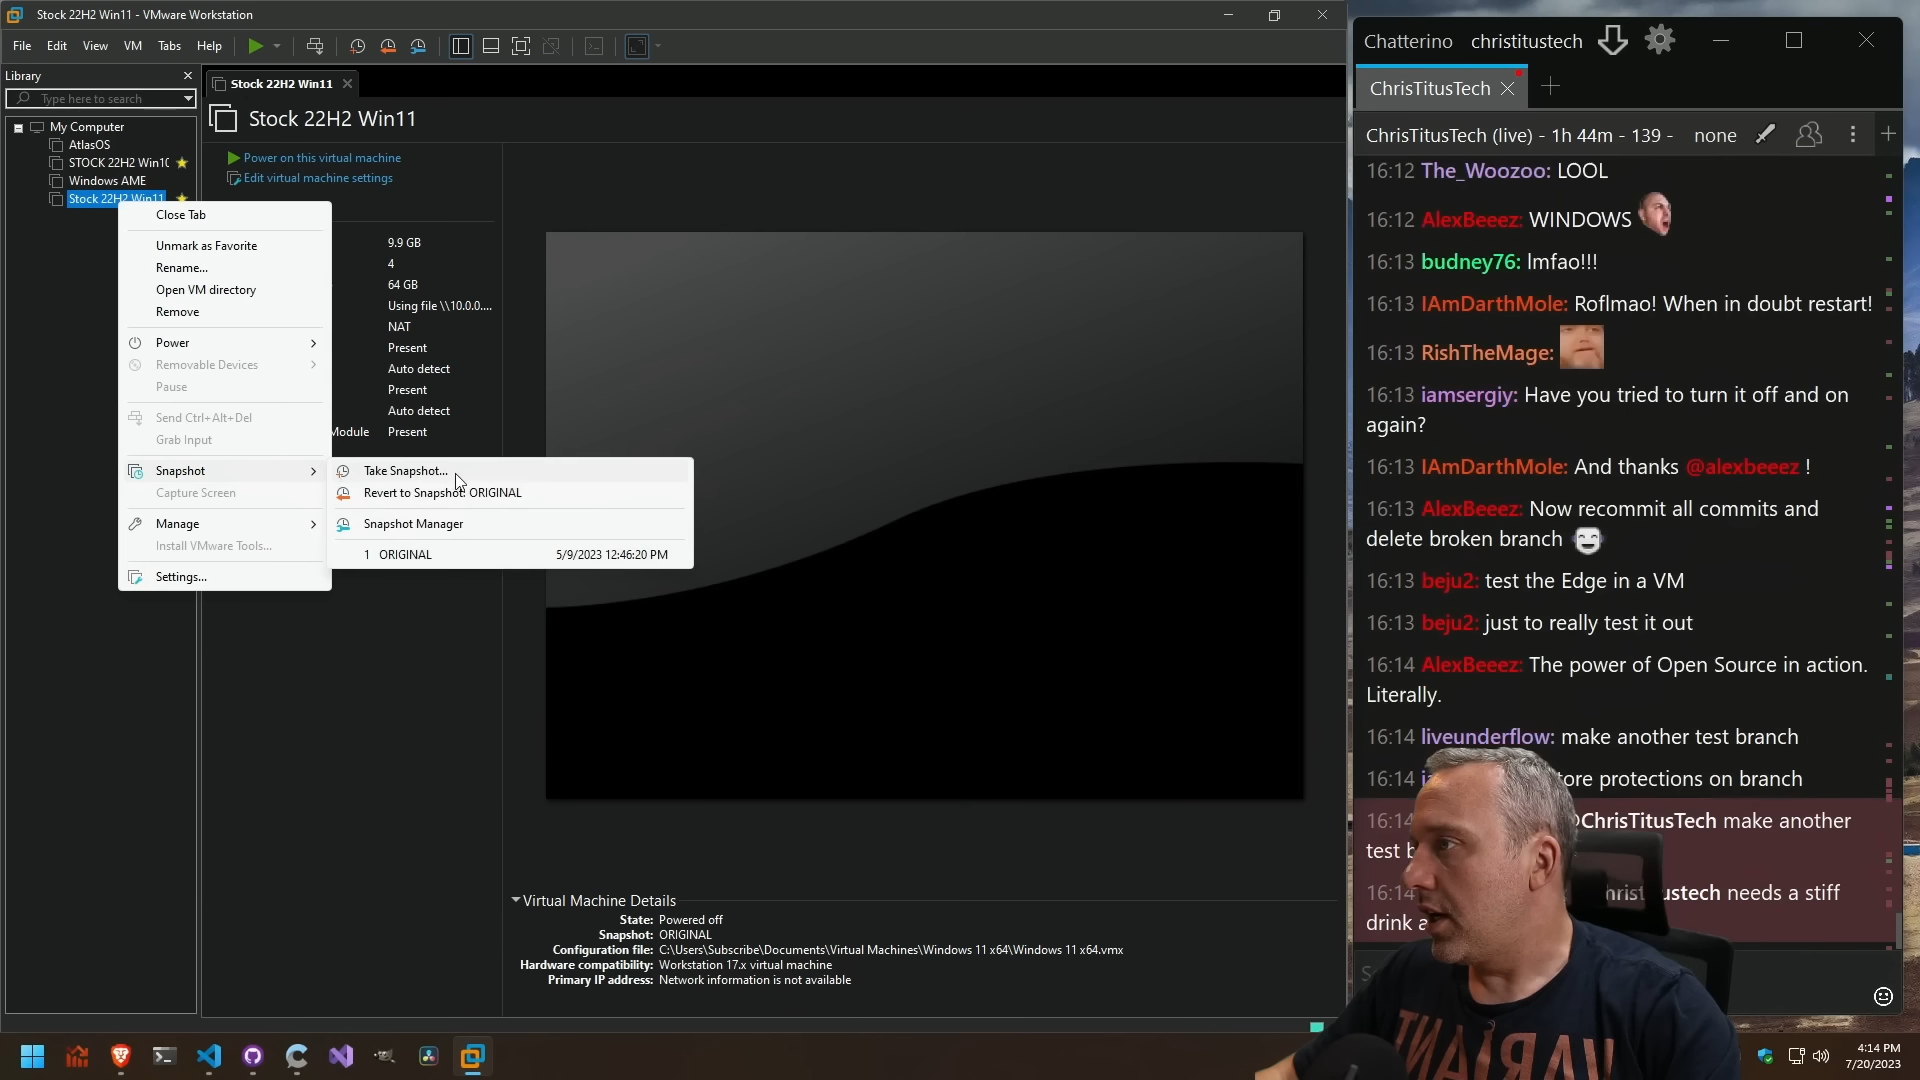 Stock 22H2 Win11 - VMware Workstation
File Edit View VM Tabs Help
Library
Type here to search
My Computer
AtlasOS
STOCK 22H2 Win1
Windows AME
Stock 22H2 Win11
Stock 22H2 Win11
Stock 22H2 Win11
Power on this virtual machine
Edit virtual machine settings
9.9 GB
4
64 GB
Using file \\10.0.0....
NAT
Present
Auto detect
Present
Auto detect
Module Present
Close Tab
Unmark as Favorite
Rename...
Open VM directory
Remove
Power
Removable Devices
Pause
Send Ctrl+Alt+Del
Grab Input
Snapshot
Capture Screen
Manage
Install VMware Tools...
Settings...
Take Snapshot...
Revert to Snapshot: ORIGINAL
Snapshot Manager
1 ORIGINAL 5/9/2023 12:46:20 PM
Virtual Machine Details
State: Powered off
Snapshot: ORIGINAL
Configuration file: C:\Users\Subscribe\Documents\Virtual Machines\Windows 11 x64\Windows 11 x64.vmx
Hardware compatibility: Workstation 17.x virtual machine
Primary IP address: Network information is not available
Chatterino christitustech
ChrisTitusTech
ChrisTitusTech (live) - 1h 44m - 139 - none
16:12 The_Woozoo: LOOL
16:12 AlexBeeez: WINDOWS
16:13 budney76: lmfao!!!
16:13 IAmDarthMole: Roflmao! When in doubt restart!
16:13 RishTheMage:
16:13 iamsergiy: Have you tried to turn it off and on
again?
16:13 IAmDarthMole: And thanks @alexbeeez !
16:13 AlexBeeez: Now recommit all commits and
delete broken branch
16:13 beju2: test the Edge in a VM
16:13 beju2: just to really test it out
16:14 AlexBeeez: The power of Open Source in action.
Literally.
16:14 liveunderflow: make another test branch
16:14 protections on branch
16:14 @ChrisTitusTech make another
test
16:14 needs a stiff
drink
VARIANT
4:14 PM
7/20/2023